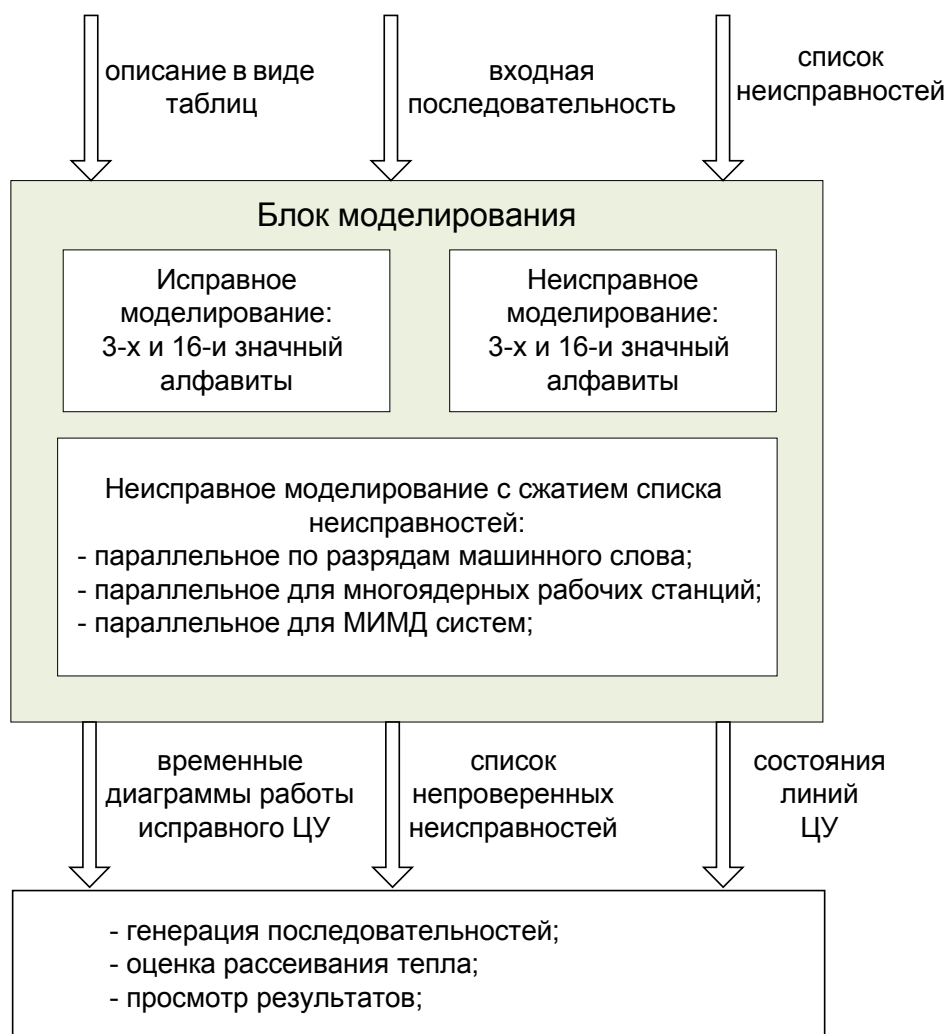 описание в виде
таблиц
входная
последовательность
список
неисправностей
Блок моделирования
Исправное
моделирование:
3-х и 16-и значный
алфавиты
Неисправное
моделирование:
3-х и 16-и значный
алфавиты
Неисправное моделирование с сжатием списка
неисправностей:
- параллельное по разрядам машинного слова;
- параллельное для многоядерных рабочих станций;
- параллельное для МИМД систем;
временные
диаграммы работы
исправного ЦУ
список
непроверенных
неисправностей
состояния
линий
ЦУ
- генерация последовательностей;
- оценка рассеивания тепла;
- просмотр результатов;